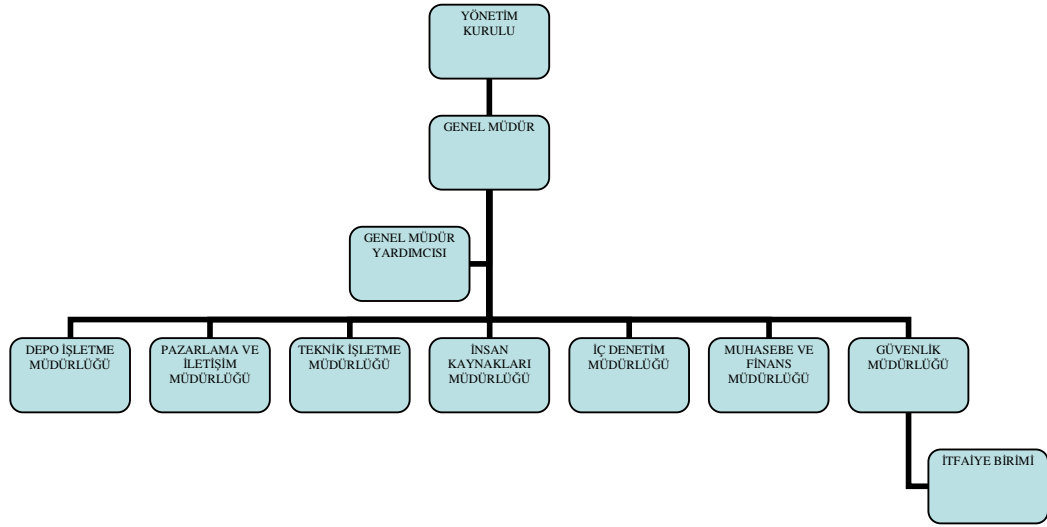 YÖNETİM
KURULU
GENEL MÜDÜR
GENEL MÜDÜR
YARDIMCISI
DEPO İŞLETME
MÜDÜRLÜĞÜ
PAZARLAMA VE
İLETİŞİM
MÜDÜRLÜĞÜ
TEKNİK İŞLETME
MÜDÜRLÜĞÜ
İNSAN
KAYNAKLARI
MÜDÜRLÜĞÜ
İÇ DENETİM
MÜDÜRLÜĞÜ
MUHASEBE VE
FİNANS
MÜDÜRLÜĞÜ
GÜVENLİK
MÜDÜRLÜĞÜ
İTFAİYE BİRİMİ